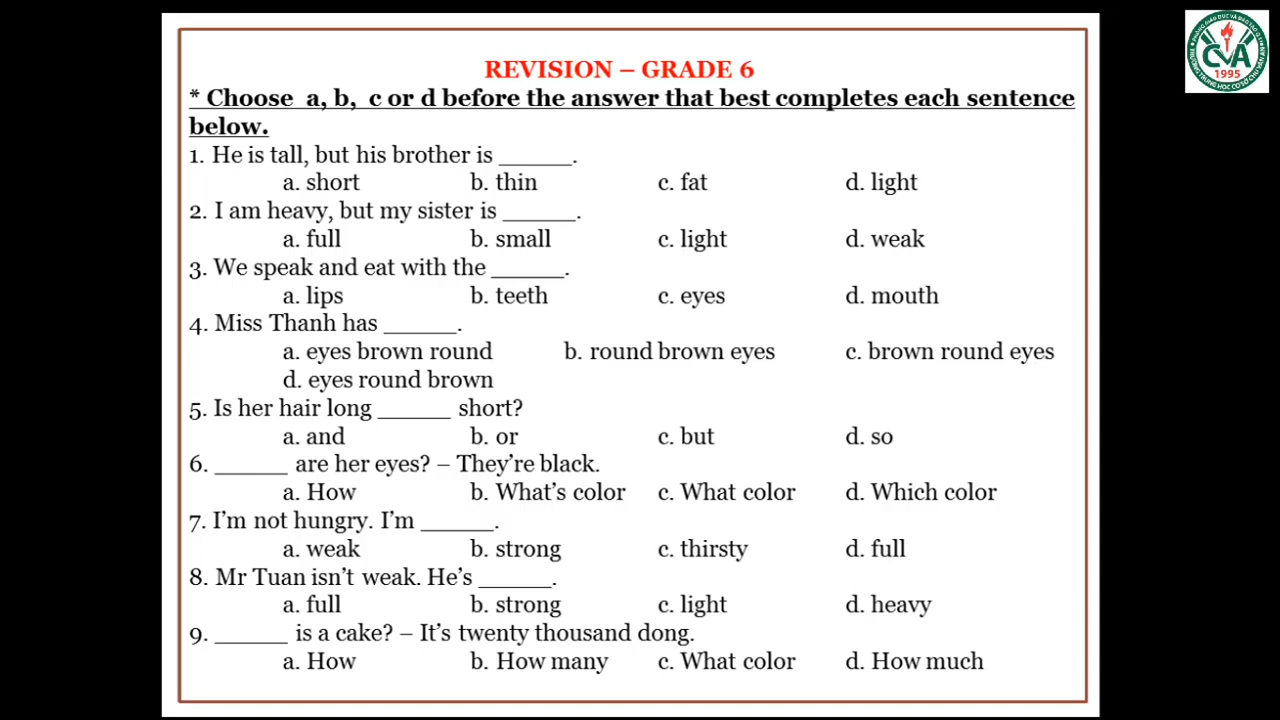 REVISION – GRADE 6
* Choose a, b, c or d before the answer that best completes each sentence
below.
1. He is tall, but his brother is ______.
a. short b. thin c. fat d. light
2. I am heavy, but my sister is ______.
a. full b. small c. light d. weak
3. We speak and eat with the ______.
a. lips b. teeth c. eyes d. mouth
4. Miss Thanh has ______.
a. eyes brown round b. round brown eyes c. brown round eyes
d. eyes round brown
5. Is her hair long ______ short?
a. and b. or c. but d. so
6. ______ are her eyes? – They’re black.
a. How b. What’s color c. What color d. Which color
7. I’m not hungry. I’m ______.
a. weak b. strong c. thirsty d. full
8. Mr Tuan isn’t weak. He’s ______.
a. full b. strong c. light d. heavy
9. ______ is a cake? – It’s twenty thousand dong.
a. How b. How many c. What color d. How much
CVA
1995